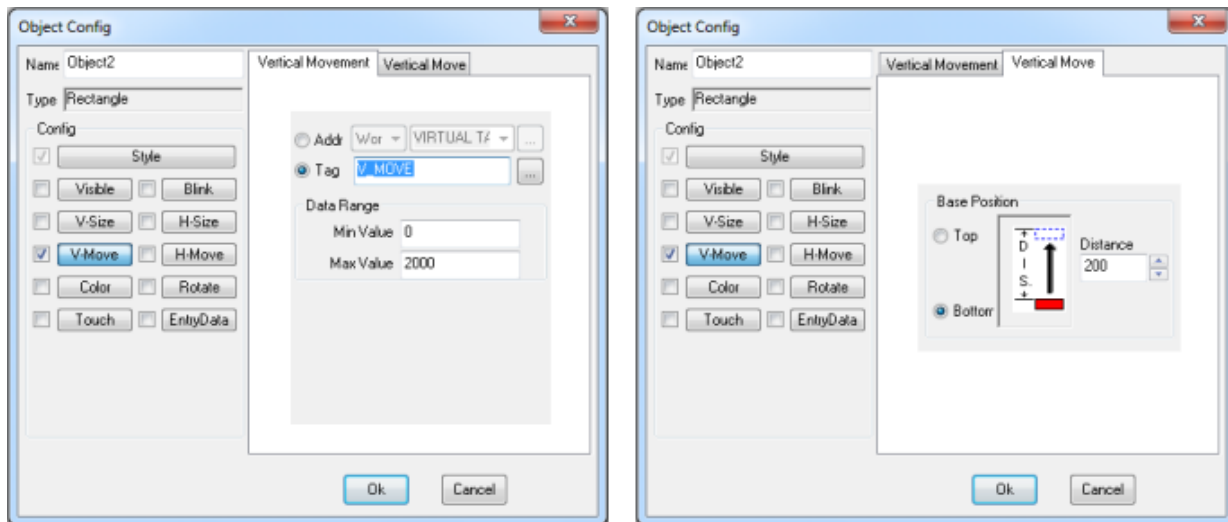 Object Config
Name Object2
Type Rectangle
Config
Style
Visible Blink
V-Size H-Size
V-Move H-Move
Color Rotate
Touch EntryData
Vertical Movement Vertical Move
Addr Wor VIRTUAL TA ...
Tag V_MOVE ...
Data Range
Min Value 0
Max Value 2000
Ok Cancel
Object Config
Name Object2
Type Rectangle
Config
Style
Visible Blink
V-Size H-Size
V-Move H-Move
Color Rotate
Touch EntryData
Vertical Movement Vertical Move
Base Position
Top
Bottom
D
I
S.
Distance
200
Ok Cancel